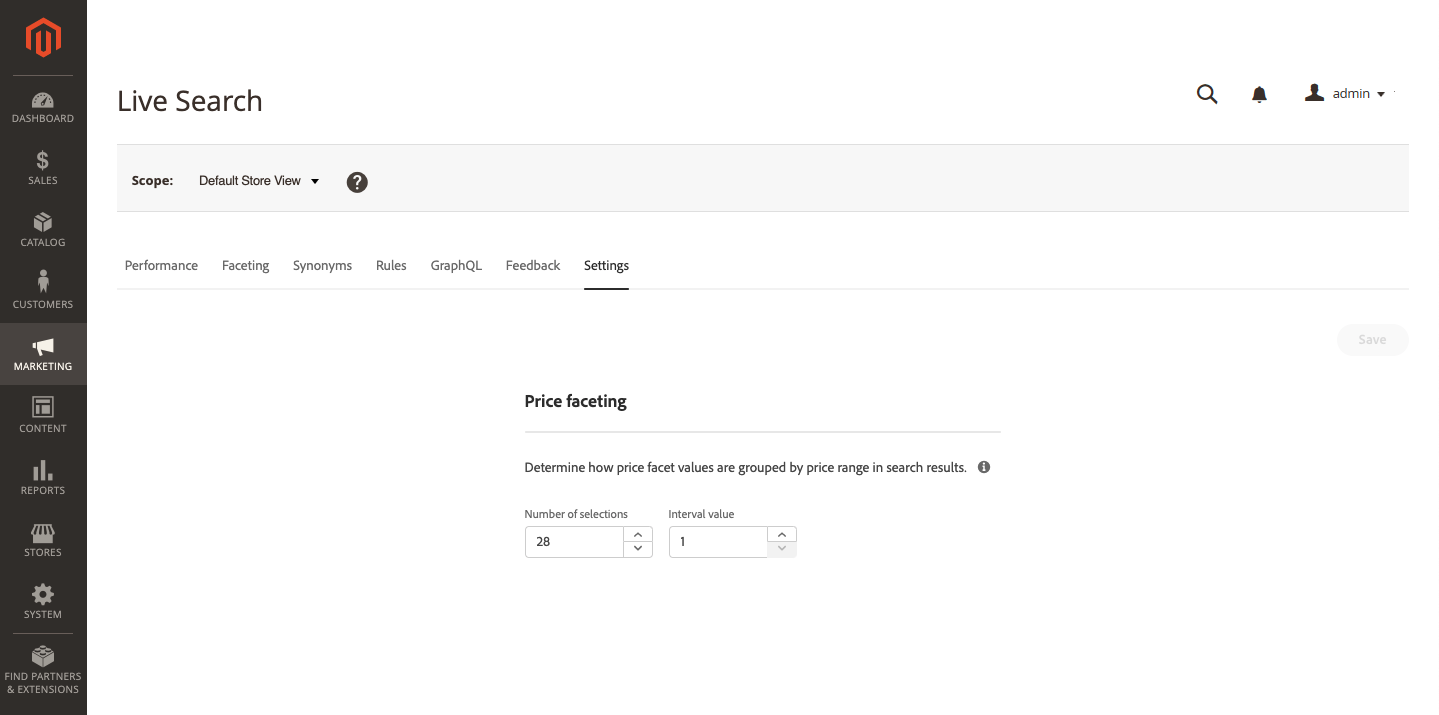 Live Search
admin
Scope: Default Store View ?
Performance Faceting Synonyms Rules GraphQL Feedback Settings
Save
Price faceting
Determine how price facet values are grouped by price range in search results.
Number of selections Interval value
28 1
DASHBOARD
$
SALES
CATALOG
CUSTOMERS
MARKETING
CONTENT
REPORTS
STORES
SYSTEM
FIND PARTNERS
& EXTENSIONS